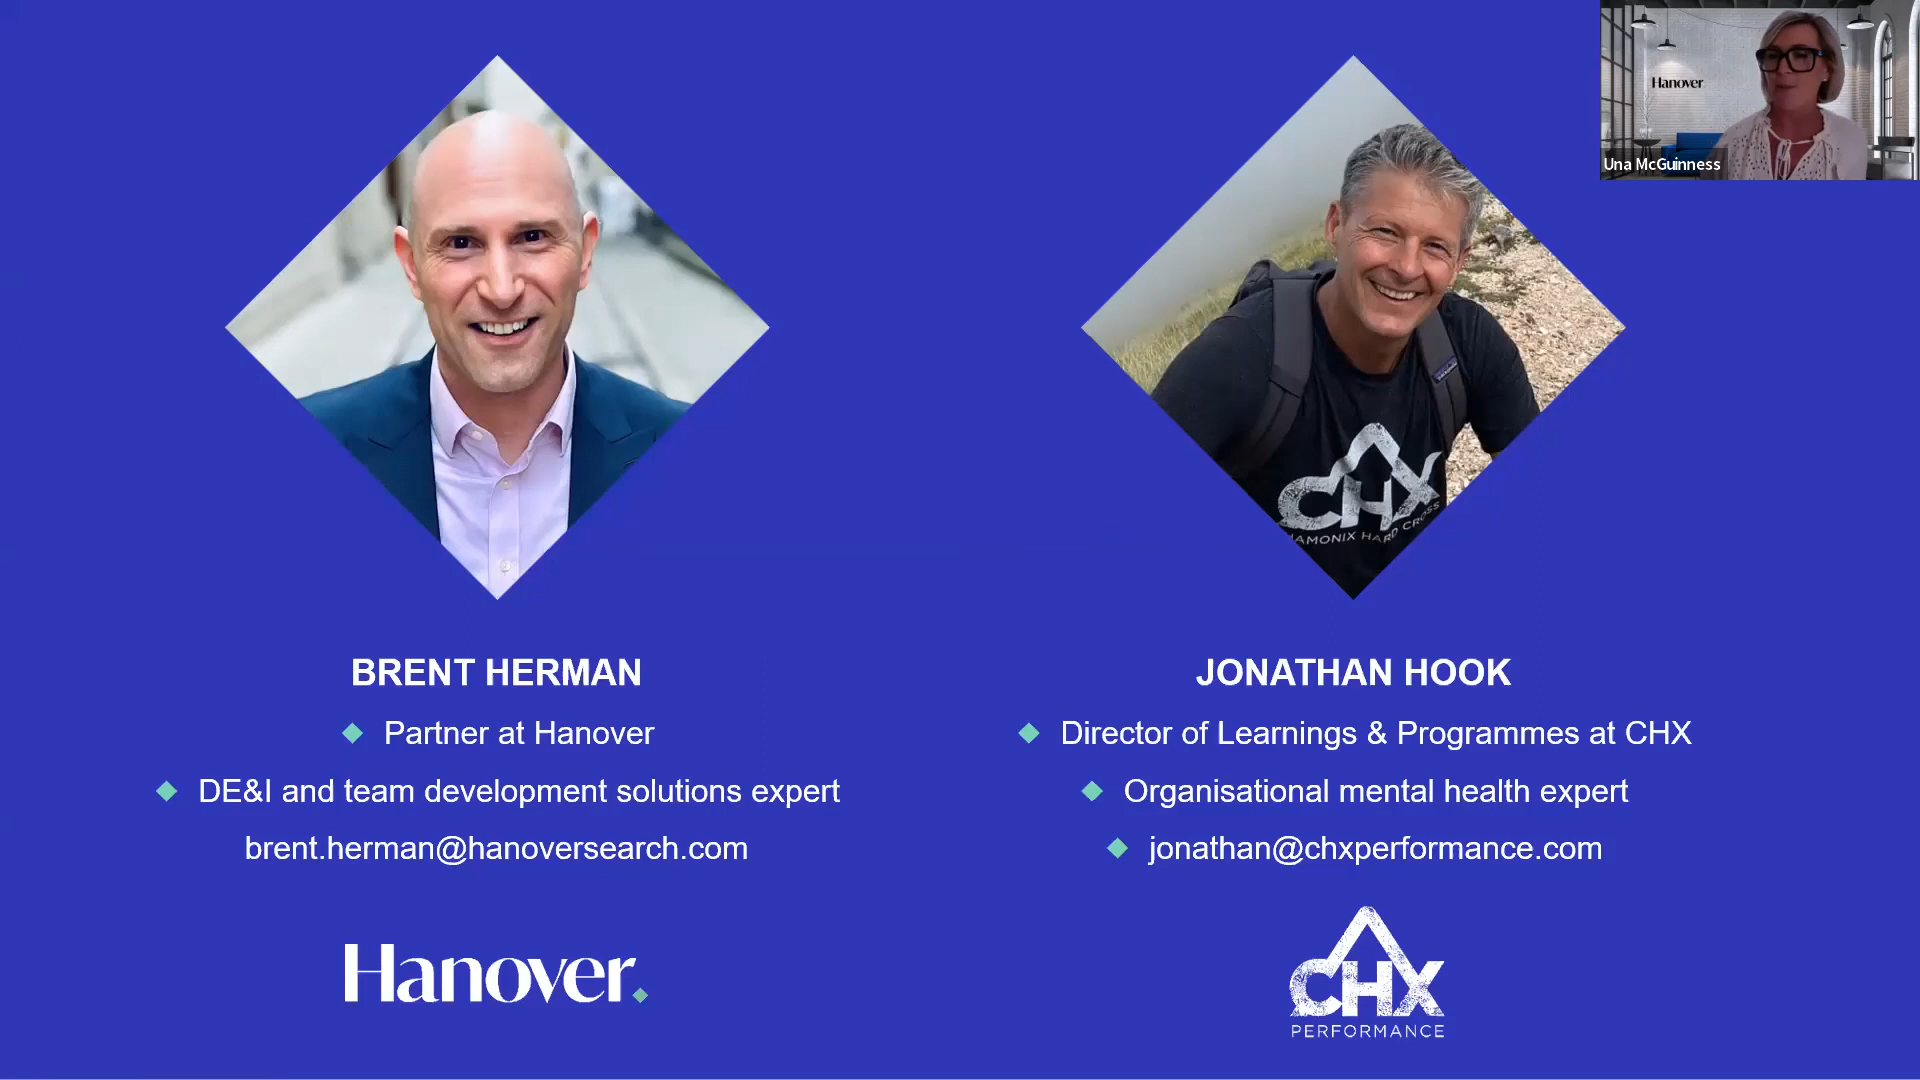 Hanover
Una McGuinness
CHX
HAMONIX HARD CROSS
BRENT HERMAN
Partner at Hanover
DE&I and team development solutions expert
brent.herman@hanoversearch.com
Hanover.
JONATHAN HOOK
Director of Learnings & Programmes at CHX
Organisational mental health expert
jonathan@chxperformance.com
CHX
PERFORMANCE